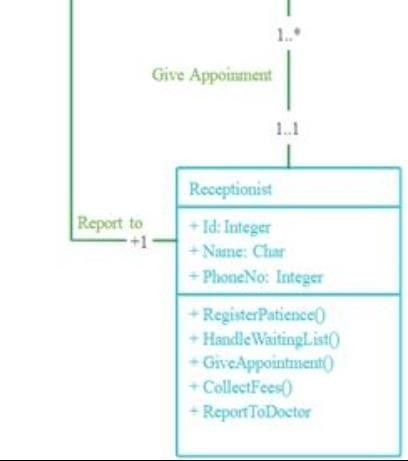 1..*
Give Appoinment
1..1
Receptionist
Report to
+1
+ Id: Integer
+ Name: Char
+ PhoneNo: Integer
+ RegisterPatience()
+ HandleWaitingList()
+ GiveAppointment()
+ CollectFees()
+ ReportToDoctor